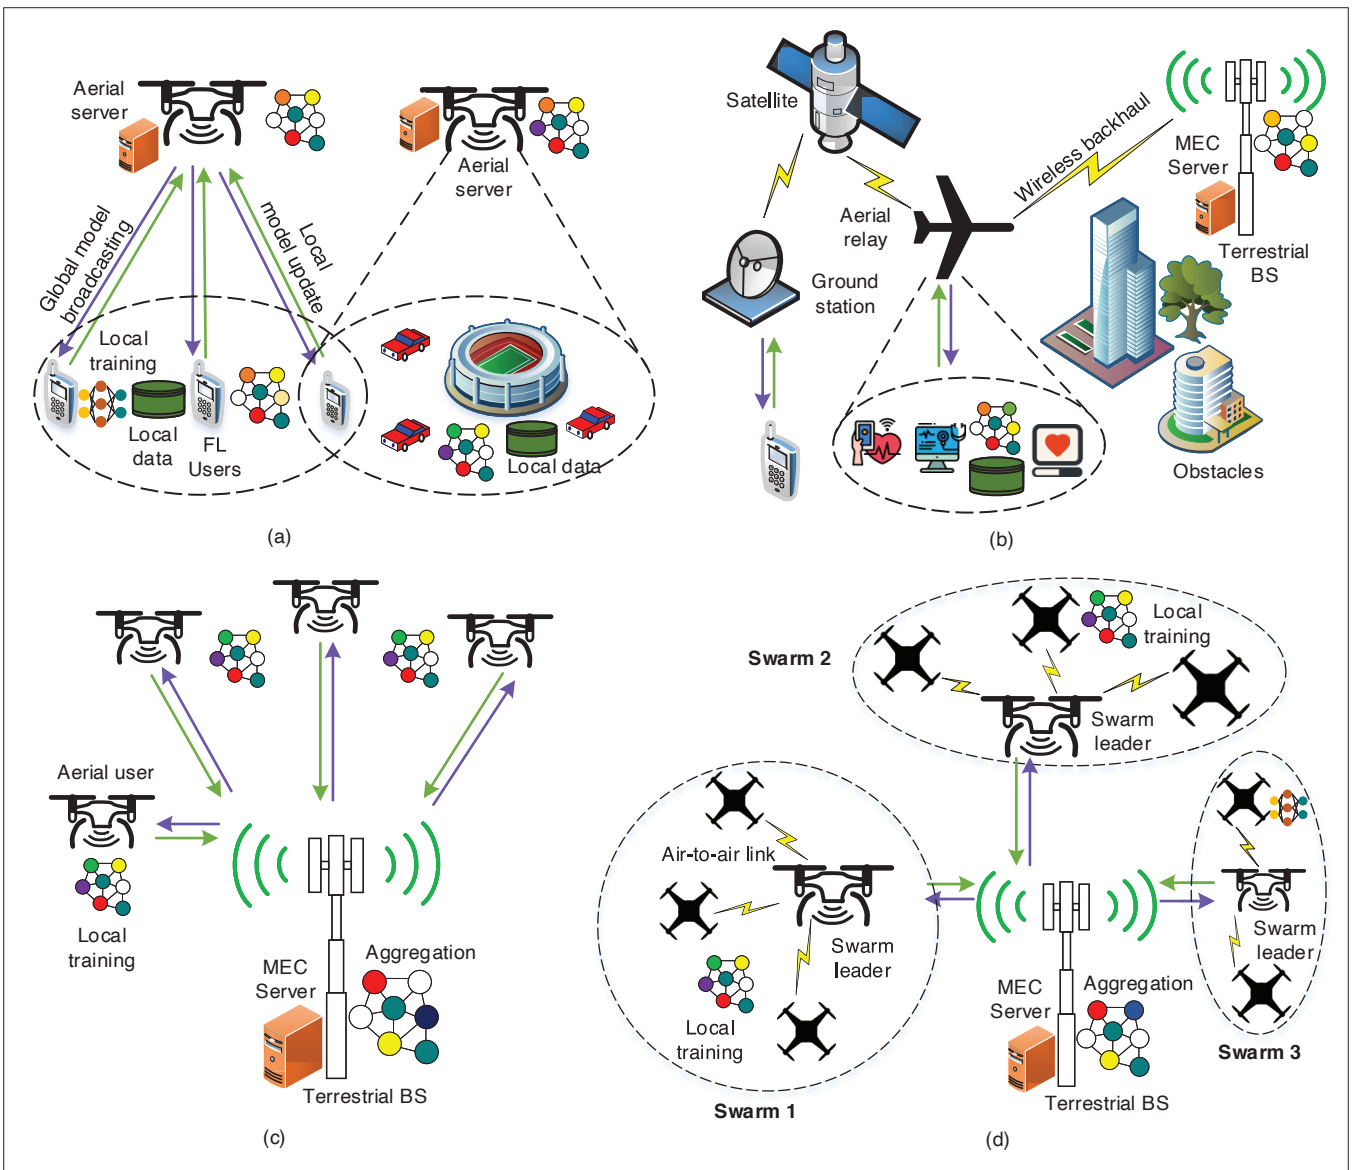 Aerial
server
Aerial
server
Global model
broadcasting
Local
model update
Local
training
Local
data
FL
Users
Local data
(a)
Satellite
Wireless backhaul
MEC
Server
Aerial
relay
Terrestrial
BS
Ground
station
Obstacles
(b)
Aerial user
Local
training
MEC
Server
Aggregation
Terrestrial BS
(c)
Swarm 2
Local
training
Swarm
leader
Air-to-air link
Swarm
leader
Local
training
Swarm 1
Swarm
leader
Swarm 3
MEC
Server
Aggregation
Terrestrial BS
(d)